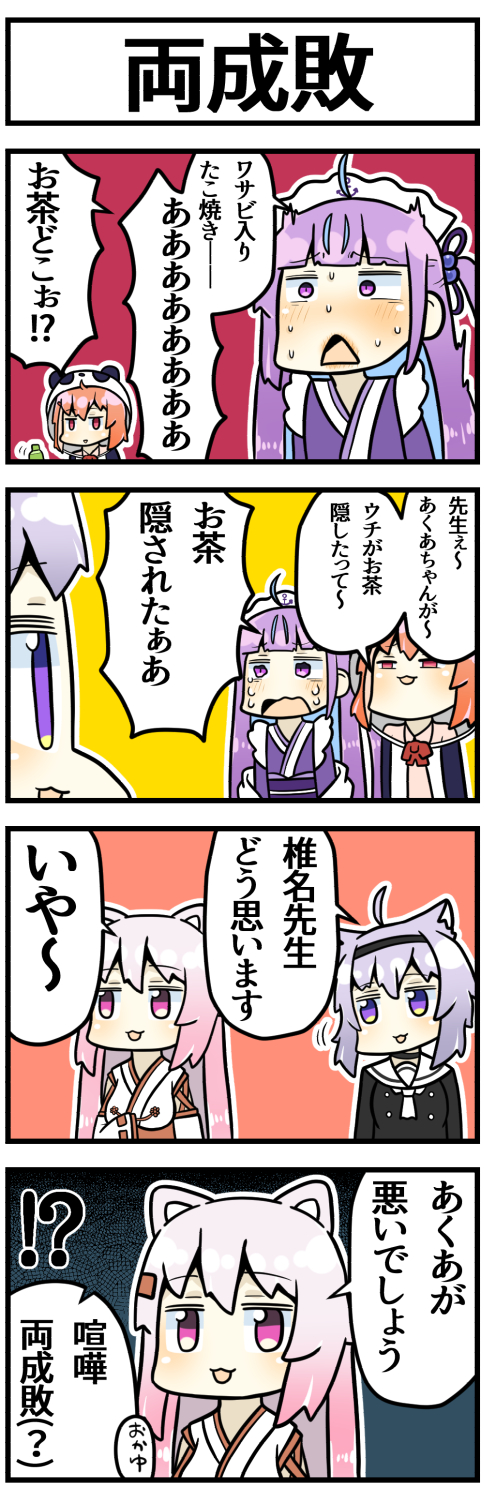 両成敗
ワサビ入り
たこ焼き──
ああああああああ
お茶どこぉ!?
先生ぇ〜
あくあちゃんが〜
ウチがお茶
隠したって〜
お茶
隠されたぁあ
椎名先生
どう思います
いや〜
あくあが
悪いでしょう
!?
喧嘩
両成敗(?)
おかゆ